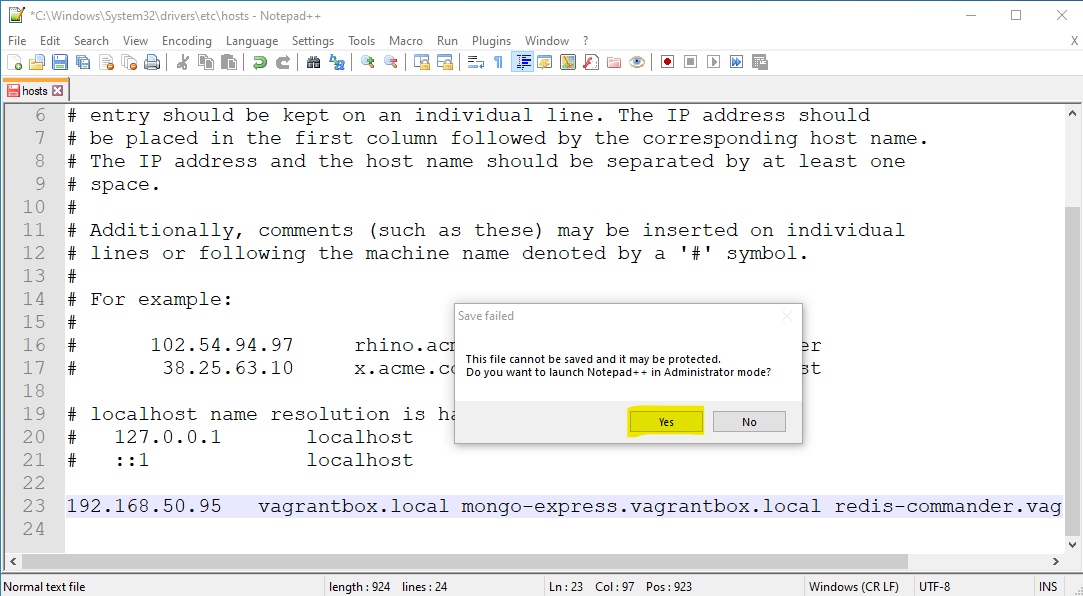 *C:\Windows\System32\drivers\etc\hosts - Notepad++
File Edit Search View Encoding Language Settings Tools Macro Run Plugins Window ? X
hosts
6 # entry should be kept on an individual line. The IP address should
7 # be placed in the first column followed by the corresponding host name.
8 # The IP address and the host name should be separated by at least one
9 # space.
10 #
11 # Additionally, comments (such as these) may be inserted on individual
12 # lines or following the machine name denoted by a '#' symbol.
13 #
14 # For example:
15 #
16 # 102.54.94.97 rhino.acm er
17 # 38.25.63.10 x.acme.co st
18
19 # localhost name resolution is ha
20 # 127.0.0.1 localhost
21 # ::1 localhost
22
23 192.168.50.95 vagrantbox.local mongo-express.vagrantbox.local redis-commander.vag
24
Save failed
This file cannot be saved and it may be protected.
Do you want to launch Notepad++ in Administrator mode?
Yes No
Normal text file length : 924 lines : 24 Ln : 23 Col : 97 Pos : 923 Windows (CR LF) UTF-8 INS